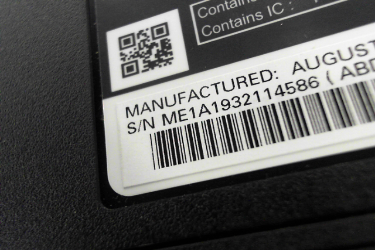 Contains
Contains IC :
MANUFACTURED: AUGUST
S/N ME1A1932114586 ( ABD